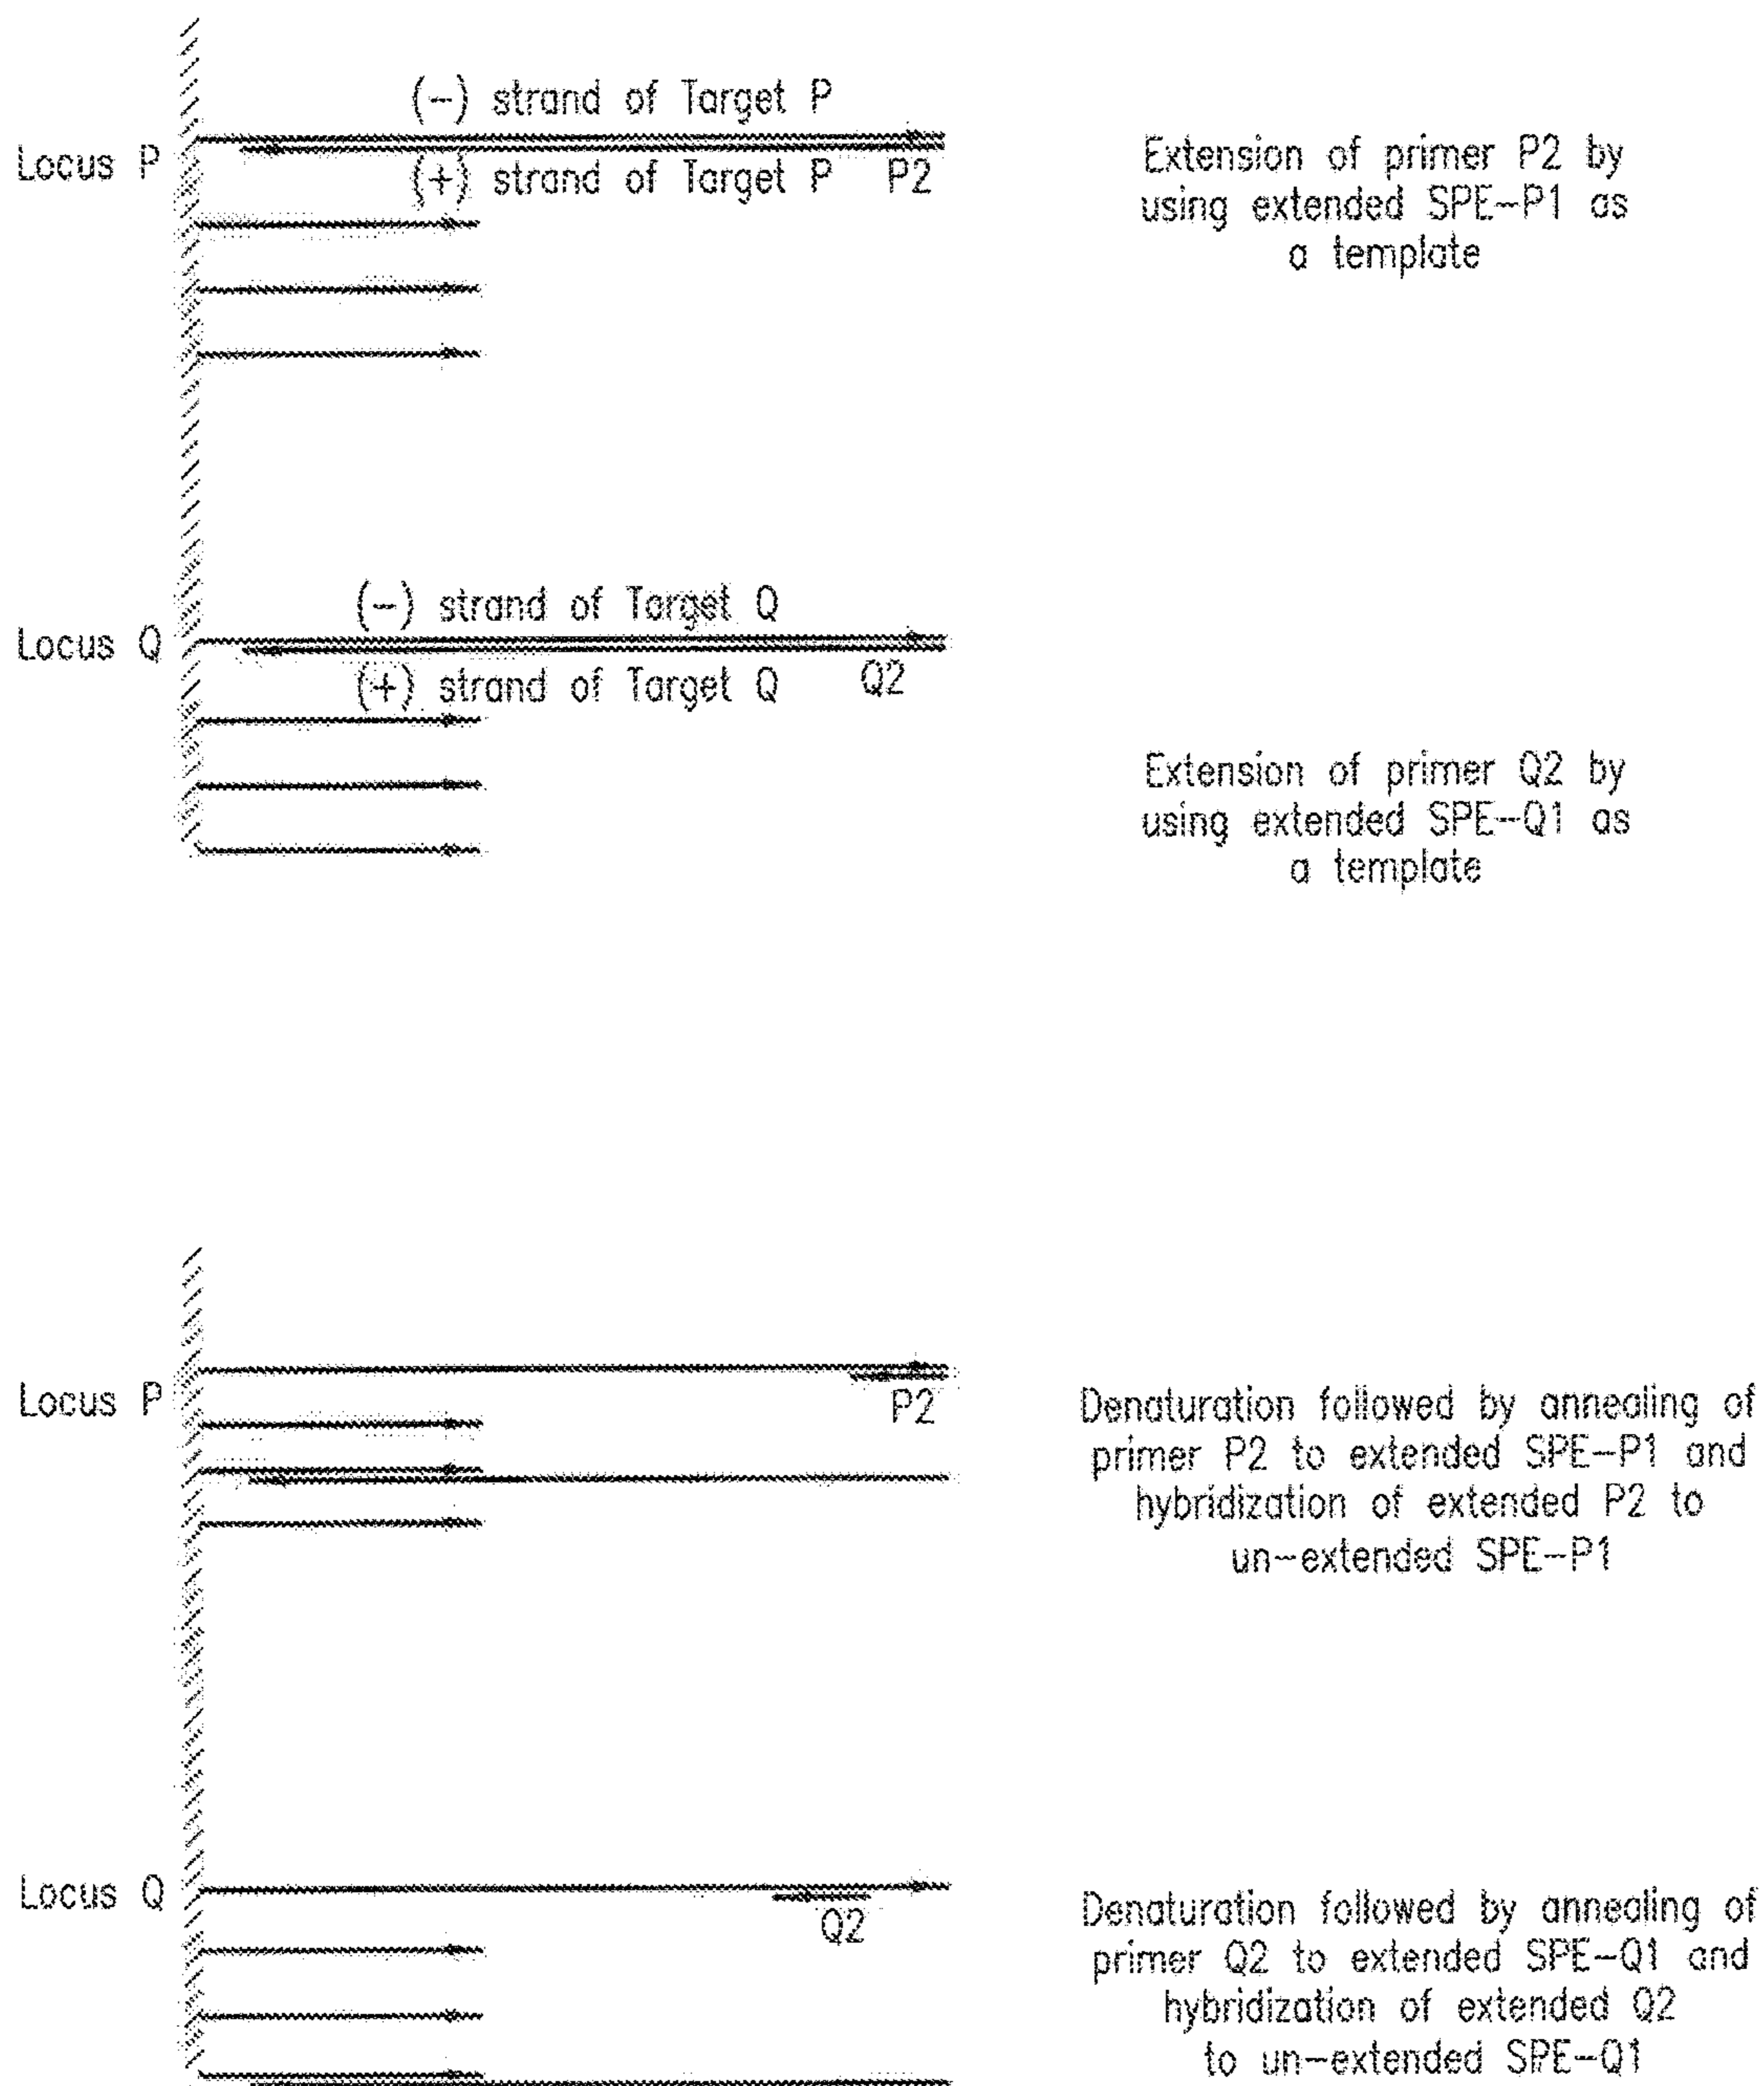 (-) strand of Target P
Locus P
(+) strand of Target P P2
Extension of primer P2 by
using extended SPE-P1 as
a template
(-) strand of Target Q
Locus Q
(+) strand of Target Q Q2
Extension of primer Q2 by
using extended SPE-Q1 as
a template
Locus P
P2
Denaturation followed by annealing of
primer P2 to extended SPE-P1 and
hybridization of extended P2 to
un-extended SPE-P1
Locus Q
Q2
Denaturation followed by annealing of
primer Q2 to extended SPE-Q1 and
hybridization of extended Q2
to un-extended SPE-Q1